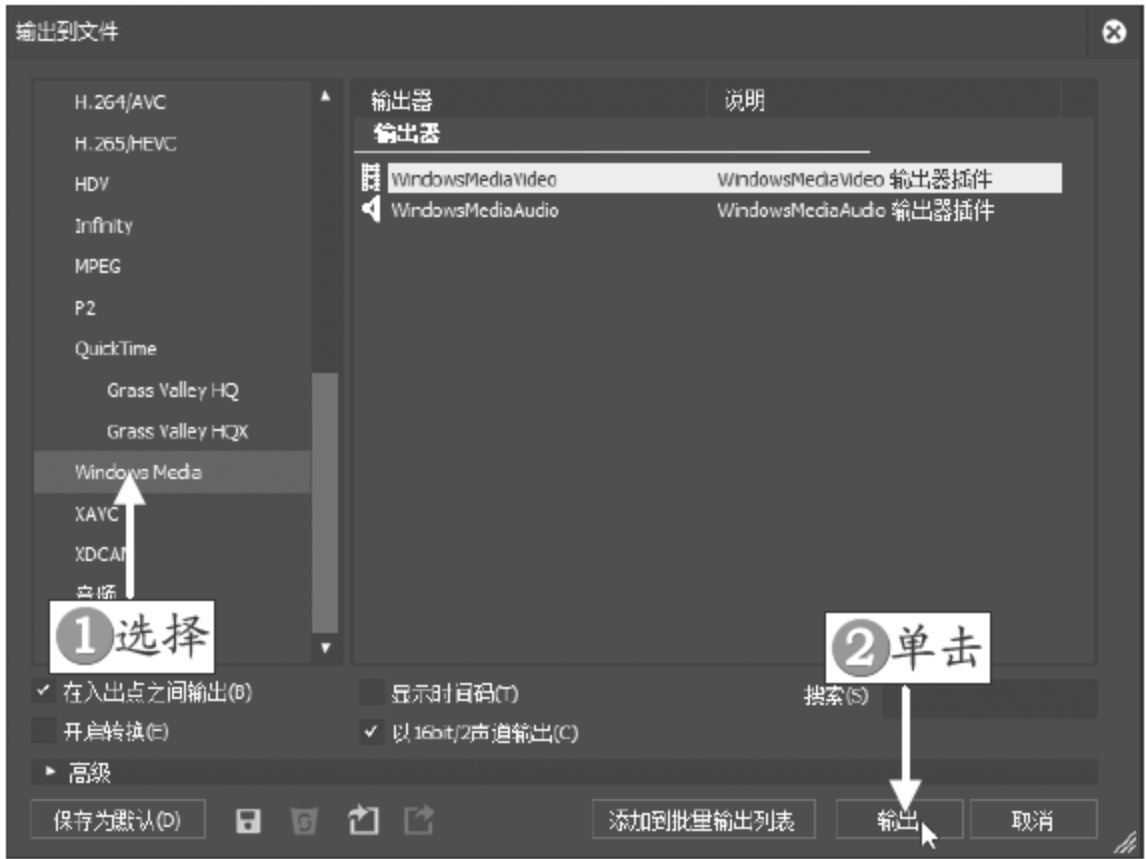 输出到文件
H.264/AVC
H.265/HEVC
HDV
Infinity
MPEG
P2
QuickTime
Grass Valley HQ
Grass Valley HQX
Windows Media
XAVC
XDCAM
音频
输出器 说明
输出器
WindowsMediaVideo WindowsMediaVideo 输出器插件
WindowsMediaAudio WindowsMediaAudio 输出器插件
1 选择
2 单击
在入出点之间输出(B) 显示时间码(T) 搜索(S)
开启转换(E) 以16bit/2声道输出(C)
高级
保存为默认(D) 添加到批量输出列表 输出 取消